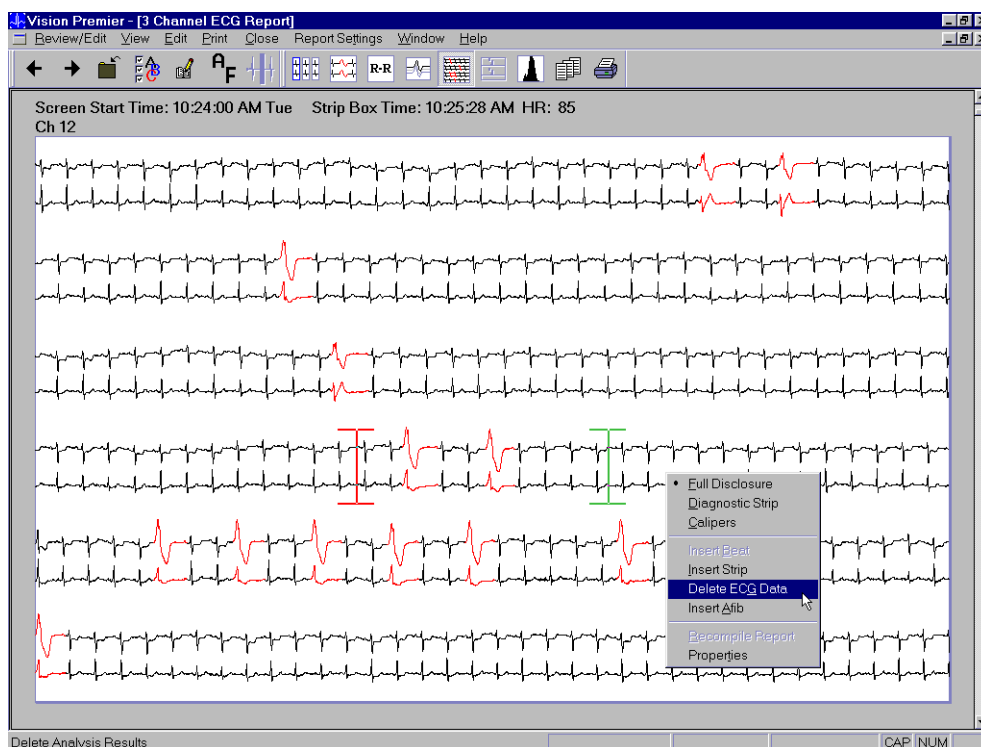 Vision Premier - [3 Channel ECG Report]
Review/Edit View Edit Print Close Report Settings Window Help
A F R-R
Screen Start Time: 10:24:00 AM Tue Strip Box Time: 10:25:28 AM HR: 85
Ch 12
Full Disclosure
Diagnostic Strip
Calipers
Insert Beat
Insert Strip
Delete ECG Data
Insert Afib
Recompile Report
Properties
Delete Analysis Results CAP NUM